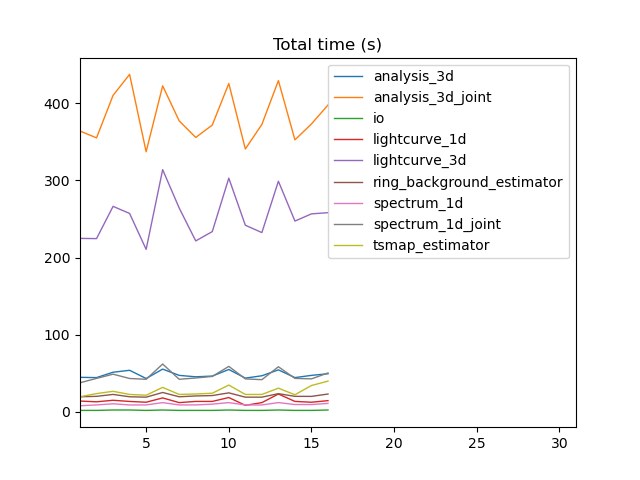 Total time (s)
analysis_3d
analysis_3d_joint
io
lightcurve_1d
lightcurve_3d
ring_background_estimator
spectrum_1d
spectrum_1d_joint
tsmap_estimator
400
300
200
100
0
5 10 15 20 25 30